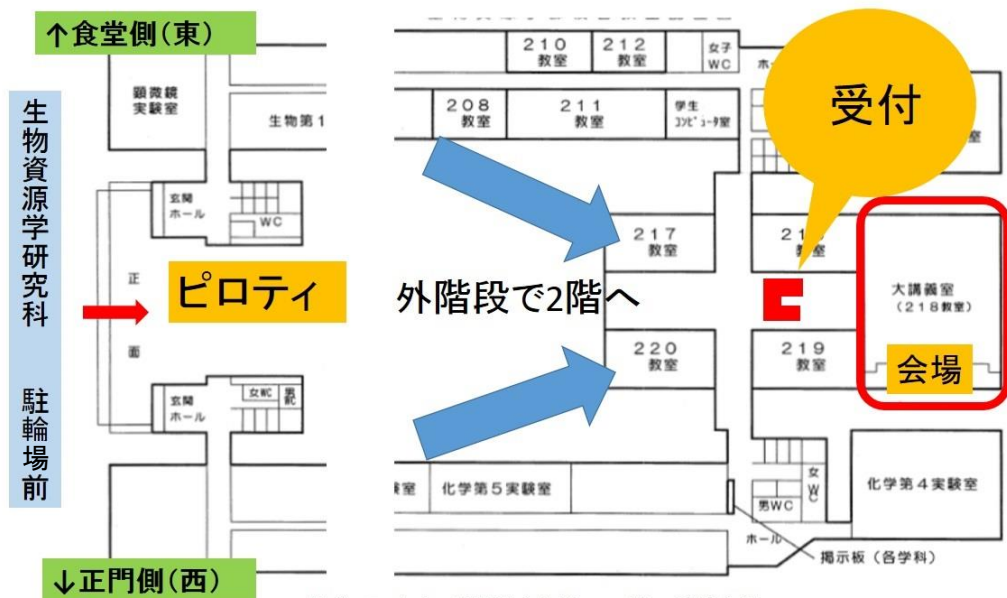 ↑食堂側(東)
生物資源学研究科　駐輪場前
顕微鏡
実験室
生物第1
玄関
ホール
WC
正面
ピロティ
玄関
ホール
女WC
男WC
↓正門側(西)
210
教室
212
教室
女子
WC
ホール
208
教室
211
教室
学生
コンピュータ室
受付
217
教室
外階段で2階へ
大講義室
(218教室)
220
教室
219
教室
会場
化学第5実験室
女WC
男WC
化学第4実験室
ホール
掲示板(各学科)